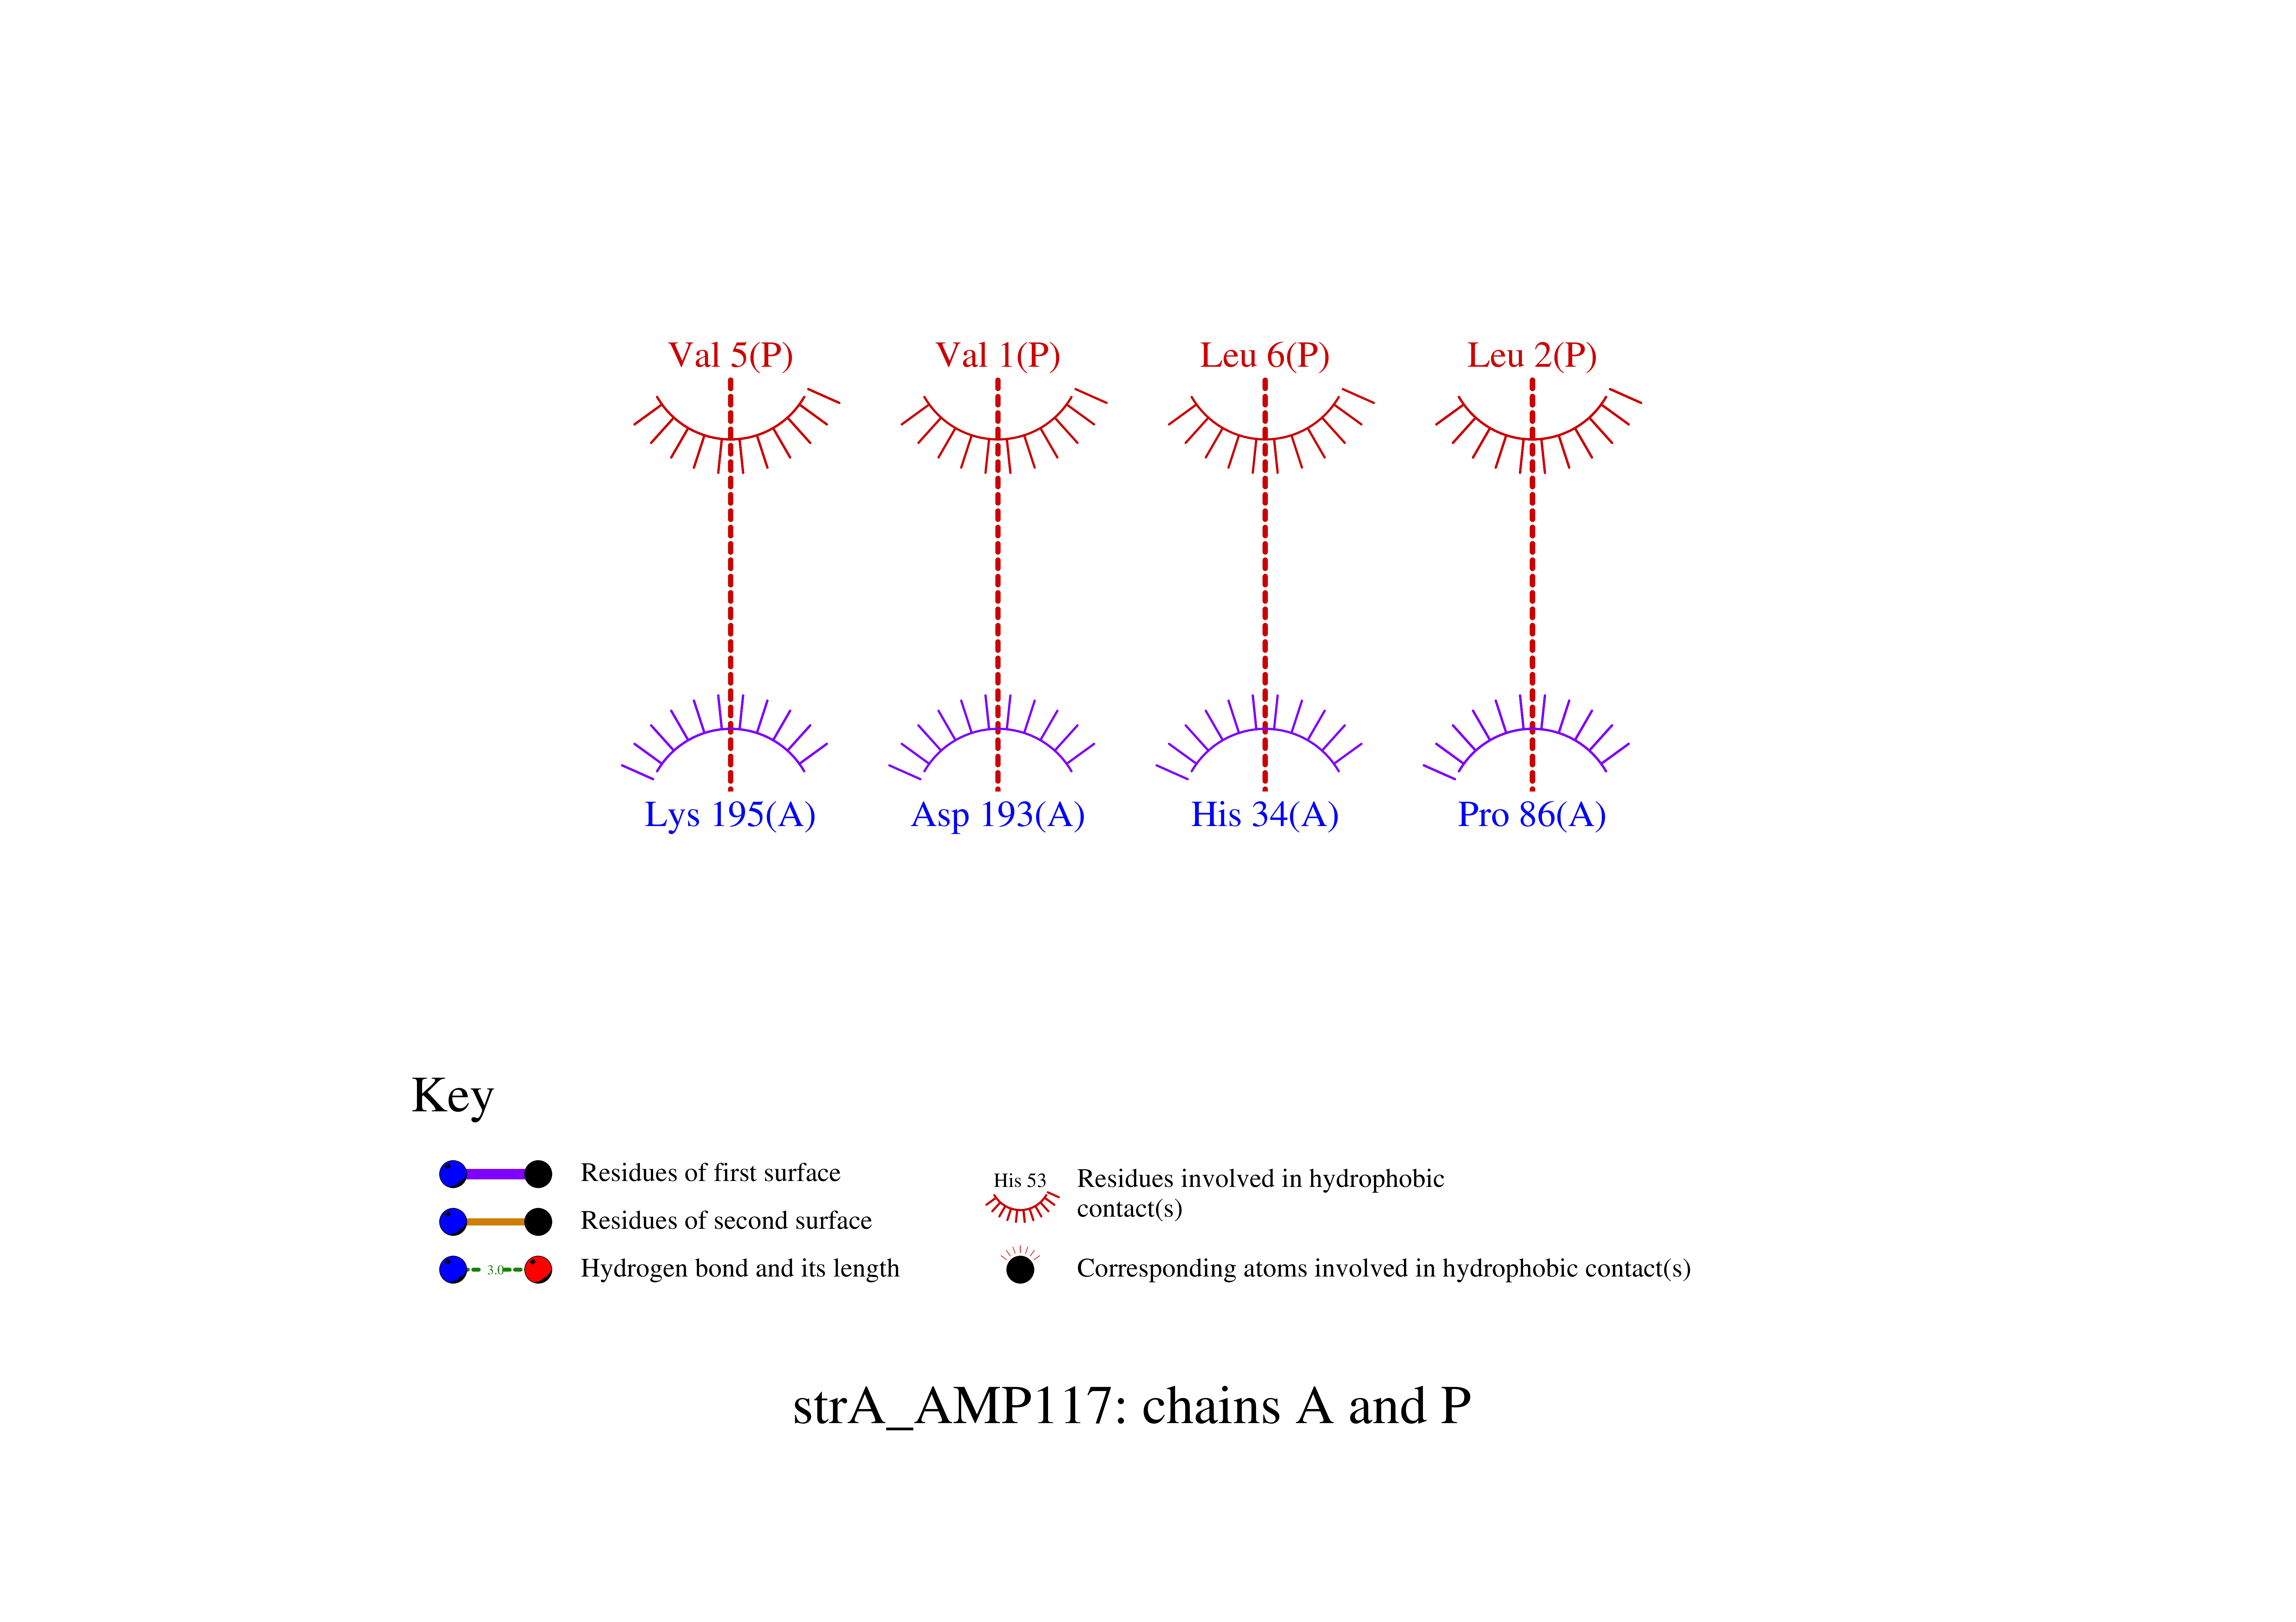 Val 5(P) Val 1(P) Leu 6(P) Leu 2(P)
Lys 195(A) Asp 193(A) His 34(A) Pro 86(A)
Key
Residues of first surface
Residues of second surface
3.0 Hydrogen bond and its length
His 53 Residues involved in hydrophobic
contact(s)
Corresponding atoms involved in hydrophobic contact(s)
strA_AMP117: chains A and P